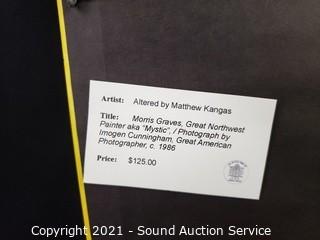 Artist: Altered by Matthew Kangas
Title: Morris Graves, Great Northwest
Painter aka "Mystic", / Photograph by
Imogen Cunningham, Great American
Photographer, c. 1986
Price: $125.00
Copyright 2021 - Sound Auction Service